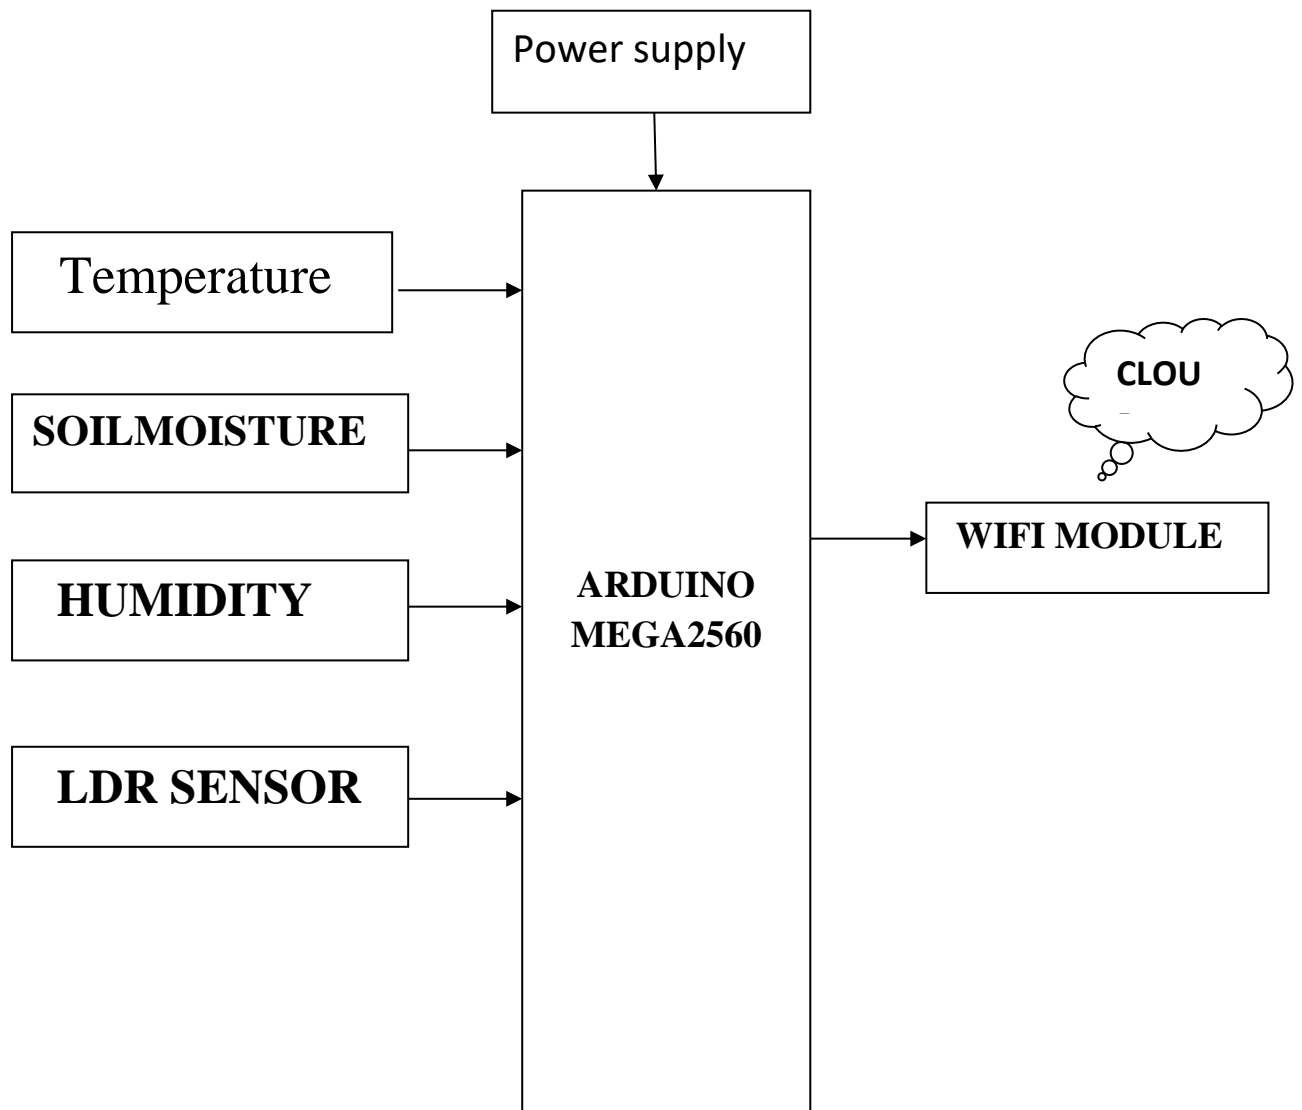 Power supply
Temperature
SOILMOISTURE
HUMIDITY
LDR SENSOR
ARDUINO
MEGA2560
CLOU
WIFI MODULE